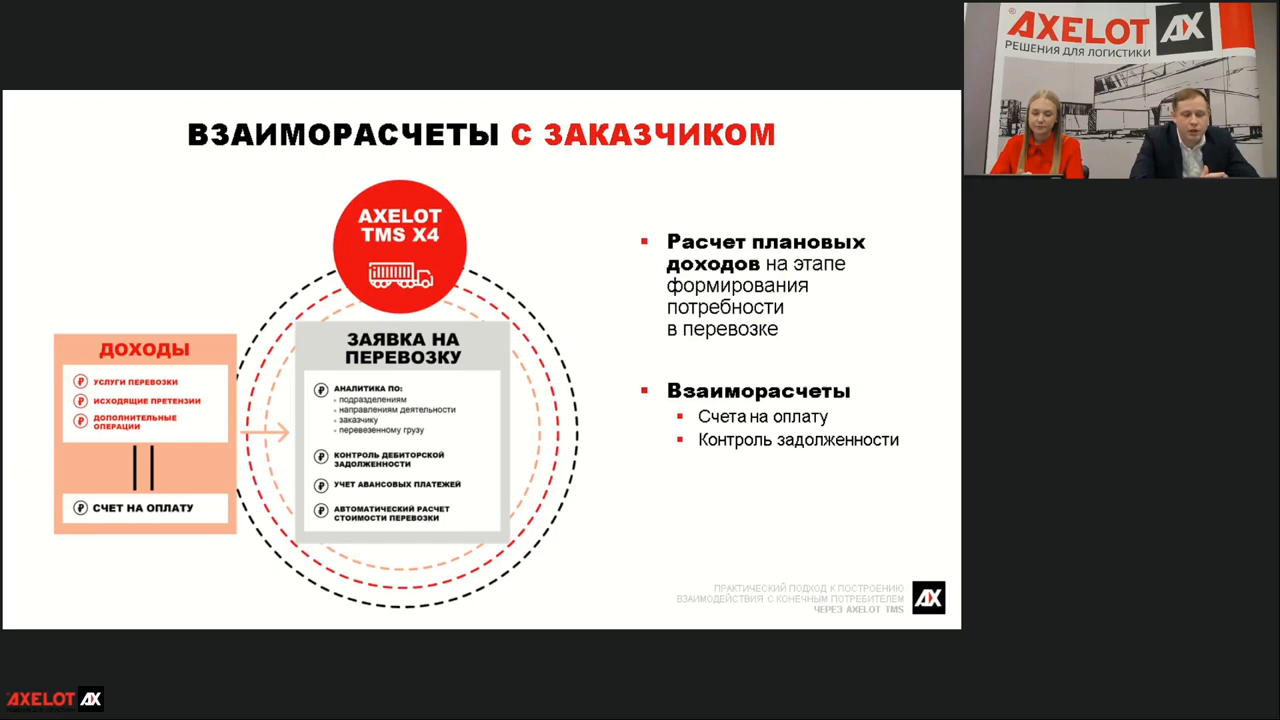 ВЗАИМОРАСЧЕТЫ С ЗАКАЗЧИКОМ
AXELOT
TMS X4
ДОХОДЫ
УСЛУГИ ПЕРЕВОЗКИ
ИСХОДЯЩИЕ ПРЕТЕНЗИИ
ДОПОЛНИТЕЛЬНЫЕ
ОПЕРАЦИИ
СЧЕТ НА ОПЛАТУ
ЗАЯВКА НА
ПЕРЕВОЗКУ
АНАЛИТИКА ПО:
- подразделениям
- направлениям деятельности
- заказчику
- перевезенному грузу
КОНТРОЛЬ ДЕБИТОРСКОЙ
ЗАДОЛЖЕННОСТИ
УЧЕТ АВАНСОВЫХ ПЛАТЕЖЕЙ
АВТОМАТИЧЕСКИЙ РАСЧЕТ
СТОИМОСТИ ПЕРЕВОЗКИ
Расчет плановых
доходов на этапе
формирования
потребности
в перевозке
Взаиморасчеты
Счета на оплату
Контроль задолженности
ПРАКТИЧЕСКИЙ ПОДХОД К ПОСТРОЕНИЮ
ВЗАИМОДЕЙСТВИЯ С КОНЕЧНЫМ ПОТРЕБИТЕЛЕМ
ЧЕРЕЗ AXELOT TMS
AX
®AXELOT AX
РЕШЕНИЯ ДЛЯ ЛОГИСТИКИ
®AXELOT AX